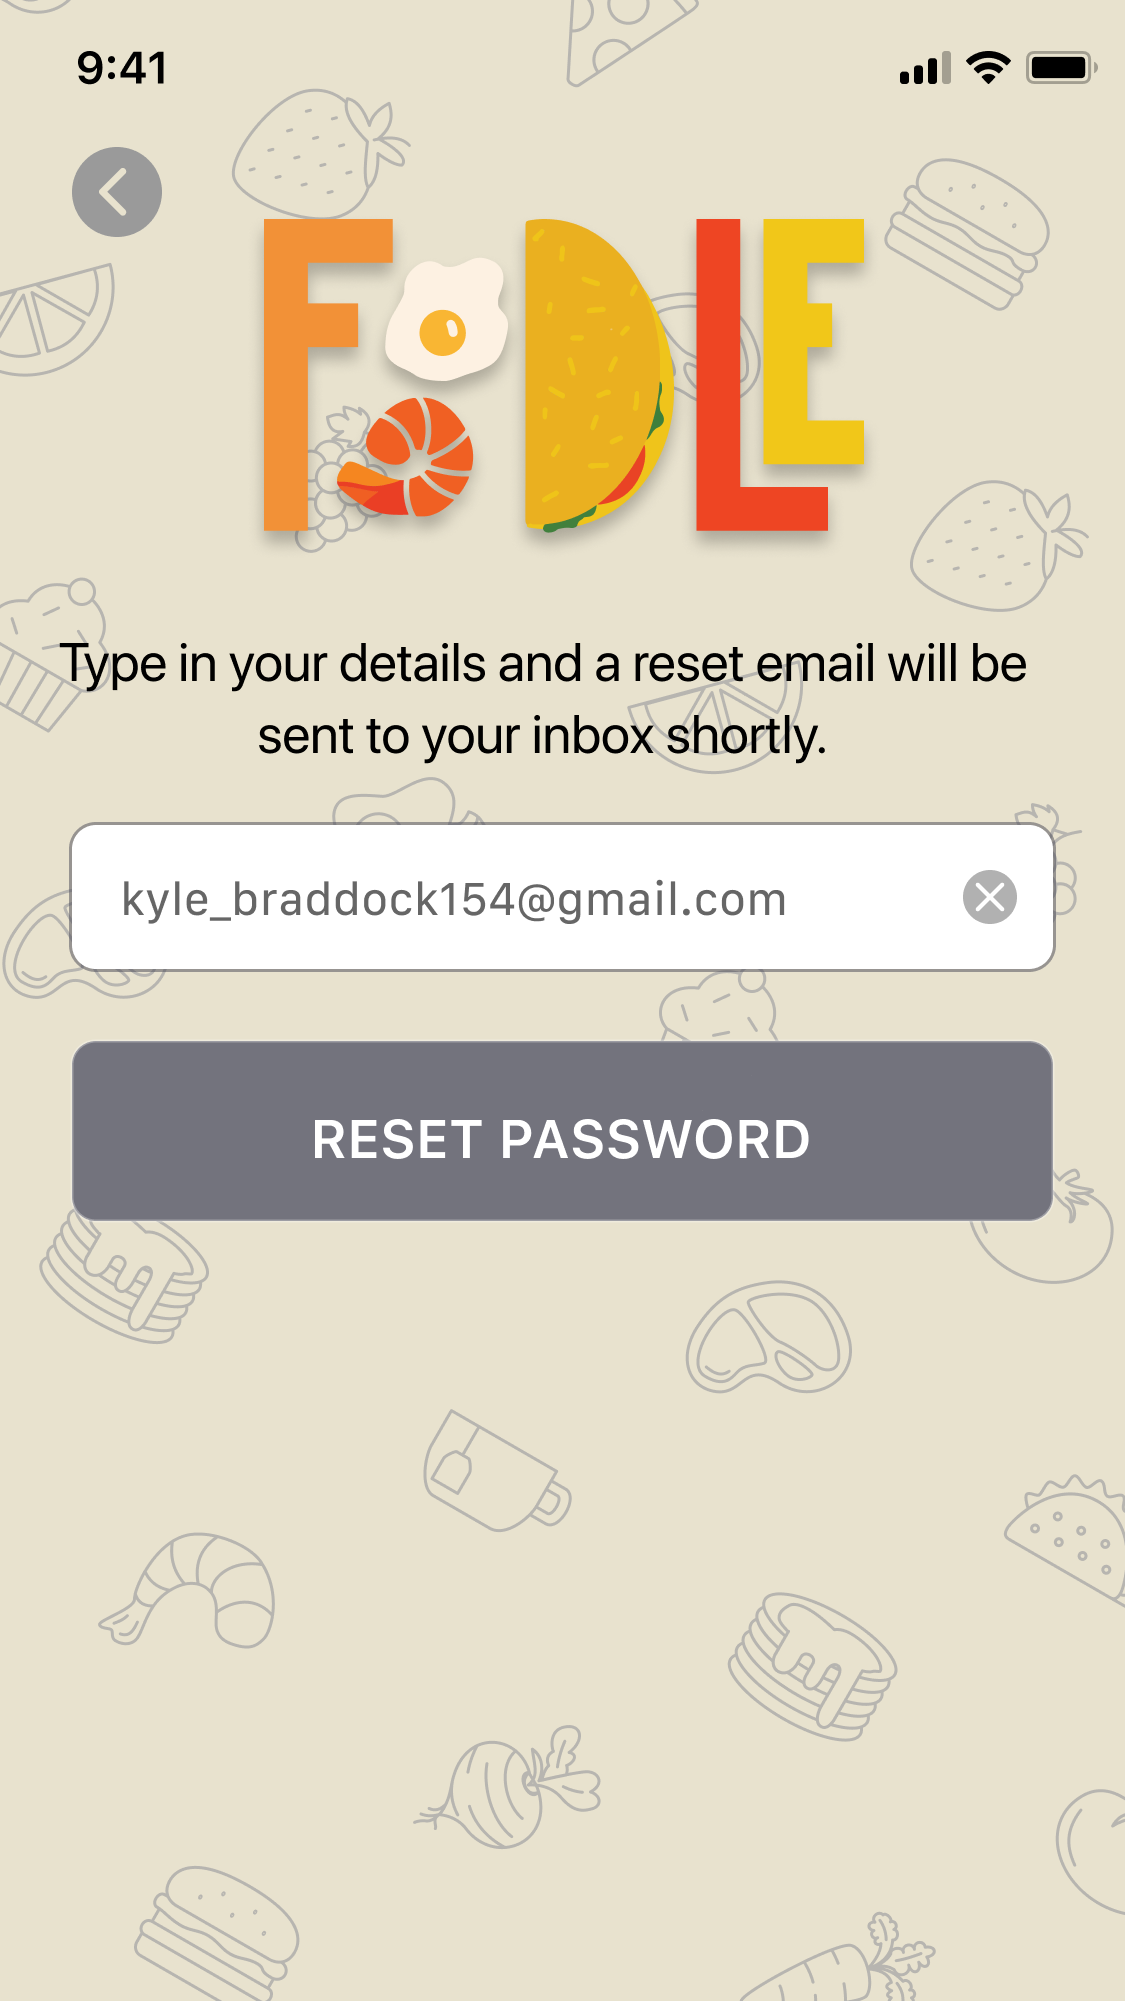 9:41
FOODLE
Type in your details and a reset email will be
sent to your inbox shortly.
kyle_braddock154@gmail.com
RESET PASSWORD